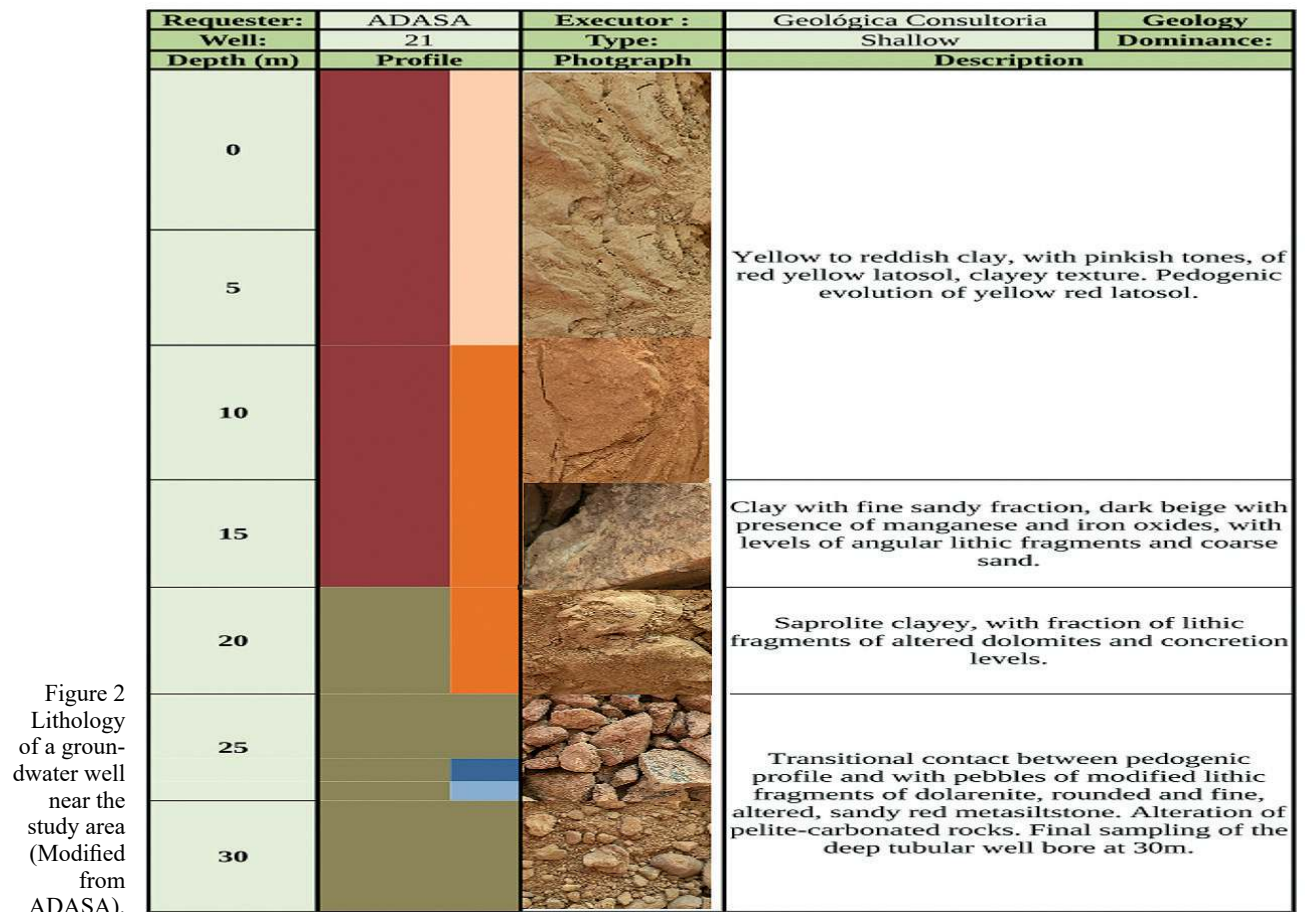 Requester: ADASA Executor : Geológica Consultoria Geology
Well: 21 Type: Shallow Dominance:
Depth (m) Profile Photgraph Description
0
5
Yellow to reddish clay, with pinkish tones, of
red yellow latosol, clayey texture. Pedogenic
evolution of yellow red latosol.
10
15
Clay with fine sandy fraction, dark beige with
presence of manganese and iron oxides, with
levels of angular lithic fragments and coarse
sand.
20
Saprolite clayey, with fraction of lithic
fragments of altered dolomites and concretion
levels.
25
Transitional contact between pedogenic
profile and with pebbles of modified lithic
fragments of dolarenite, rounded and fine,
altered, sandy red metasiltstone. Alteration of
pelite-carbonated rocks. Final sampling of the
deep tubular well bore at 30m.
30
Figure 2
Lithology
of a groun-
dwater well
near the
study area
(Modified
from
ADASA).